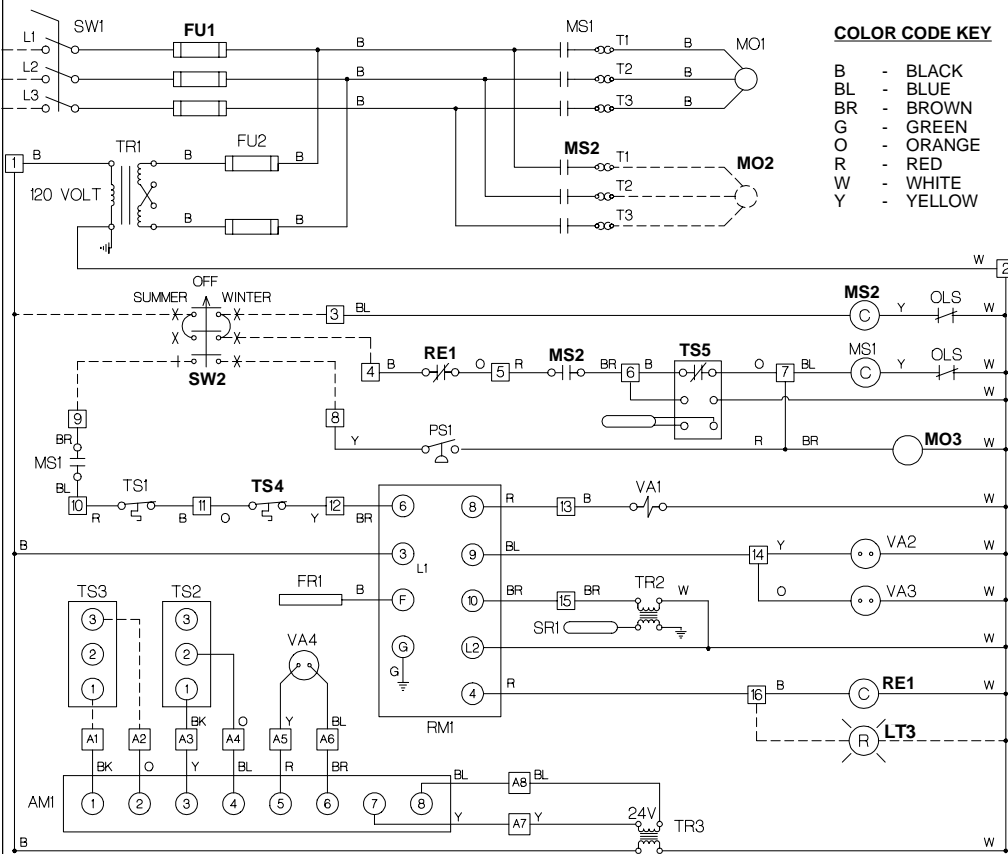 L1
SW1
FU1
B
MS1
T1
B
MO1
L2
B
T2
B
L3
B
T3
B
COLOR CODE KEY
B - BLACK
BL - BLUE
BR - BROWN
G - GREEN
O - ORANGE
R - RED
W - WHITE
Y - YELLOW
1
B
TR1
B
FU2
B
120 VOLT
B
B
MS2
T1
MO2
T2
T3
W
2
OFF
SUMMER
WINTER
3
BL
MS2
C
Y
OLS
W
SW2
4
B
RE1
O
5
R
MS2
BR
6
B
TS5
O
7
BL
MS1
C
Y
OLS
W
W
9
8
Y
PS1
R
BR
MO3
W
BR
MS1
BL
10
R
TS1
B
11
O
TS4
Y
12
BR
6
8
R
13
B
VA1
W
B
3
L1
9
BL
14
Y
VA2
W
TS3
TS2
FR1
B
F
10
BR
15
BR
TR2
W
O
VA3
W
3
3
SR1
2
2
VA4
G
G
L2
W
1
1
4
R
16
B
C
RE1
W
RM1
BK
O
Y
BL
A1
A2
A3
A4
A5
A6
R
LT3
BK
O
Y
BL
R
BR
BL
A8
BL
AM1
1
2
3
4
5
6
7
8
Y
A7
Y
24V
TR3
B
W